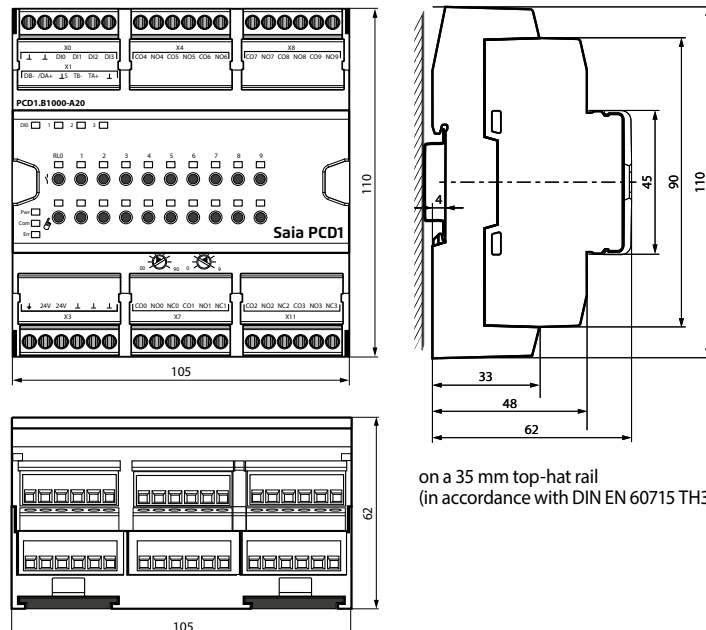 X0 X4 X8
⊥ ⊥ DI0 DI1 DI2 DI3 CO4 NO4 CO5 NO5 CO6 NO6 CO7 NO7 CO8 NO8 CO9 NO9
X1
DB- /DA+ ⊥S TB- TA+ ⊥
PCD1.B1000-A20
DI0 1 2 3
RL0 1 2 3 4 5 6 7 8 9
Pwr
Com
Err
Saia PCD1
00 90 0 9
24V 24V ⊥ ⊥ ⊥ CO0 NO0 NC0 CO1 NO1 NC1 CO2 NO2 NC2 CO3 NO3 NC3
X3 X7 X11
105
110
4
45
90
110
33
48
62
on a 35 mm top-hat rail
(in accordance with DIN EN 60715 TH3
62
105